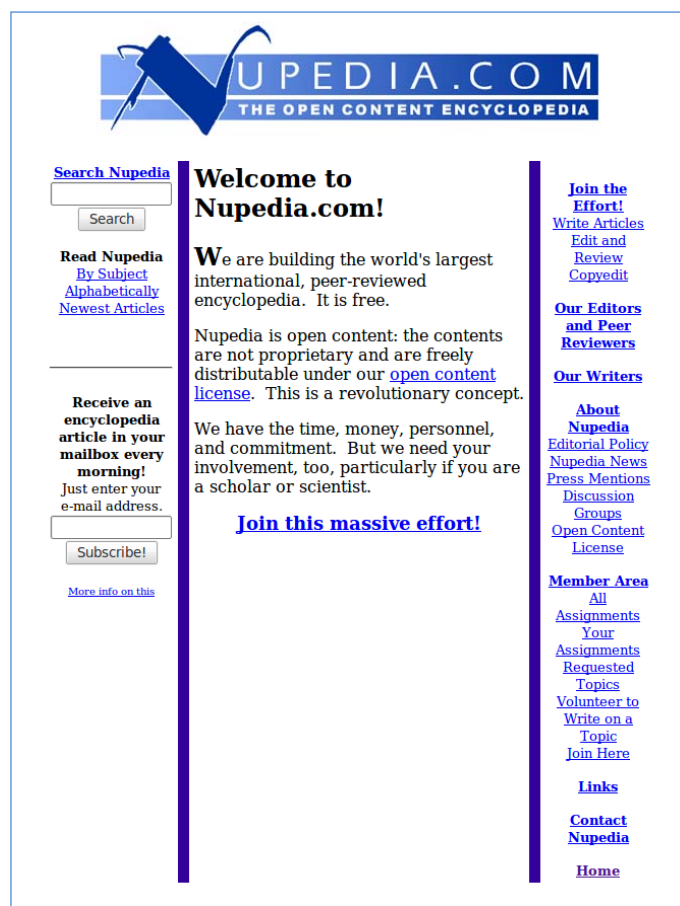 NUPEDIA.COM
THE OPEN CONTENT ENCYCLOPEDIA
Search Nupedia
Search
Read Nupedia
By Subject
Alphabetically
Newest Articles
Receive an
encyclopedia
article in your
mailbox every
morning!
Just enter your
e-mail address.
Subscribe!
More info on this
Welcome to
Nupedia.com!
We are building the world's largest
international, peer-reviewed
encyclopedia.  It is free.
Nupedia is open content: the contents
are not proprietary and are freely
distributable under our open content
license.  This is a revolutionary concept.
We have the time, money, personnel,
and commitment.  But we need your
involvement, too, particularly if you are
a scholar or scientist.
Join this massive effort!
Join the
Effort!
Write Articles
Edit and
Review
Copyedit
Our Editors
and Peer
Reviewers
Our Writers
About
Nupedia
Editorial Policy
Nupedia News
Press Mentions
Discussion
Groups
Open Content
License
Member Area
All
Assignments
Your
Assignments
Requested
Topics
Volunteer to
Write on a
Topic
Join Here
Links
Contact
Nupedia
Home